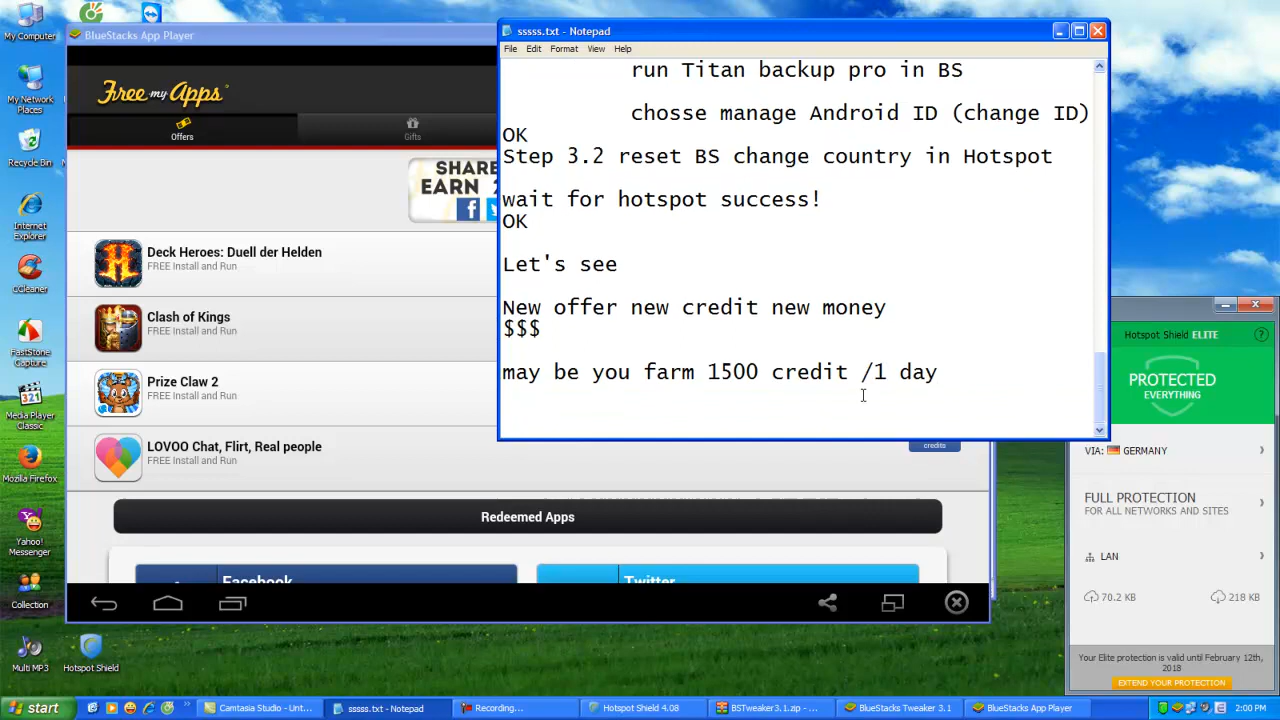 My Computer
My Network Places
Recycle Bin
Internet Explorer
CCleaner
FastStone Capture
Media Player Classic
Mozilla Firefox
Yahoo! Messenger
Collection
Multi MP3
Hotspot Shield
BlueStacks App Player
Free my Apps
Offers
Gifts
SHARE
EARN 2
Deck Heroes: Duell der Helden
FREE Install and Run
Clash of Kings
FREE Install and Run
Prize Claw 2
FREE Install and Run
LOVOO Chat, Flirt, Real people
FREE Install and Run
credits
Redeemed Apps
Facebook
Twitter
sssss.txt - Notepad
File Edit Format View Help
run Titan backup pro in BS
chosse manage Android ID (change ID)
OK
Step 3.2 reset BS change country in Hotspot
wait for hotspot success!
OK
Let's see
New offer new credit new money
$$$
may be you farm 1500 credit /1 day
Hotspot Shield ELITE
PROTECTED
EVERYTHING
VIA: GERMANY
FULL PROTECTION
FOR ALL NETWORKS AND SITES
LAN
70.2 KB
218 KB
Your Elite protection is valid until February 12th, 2018
EXTEND YOUR PROTECTION
start
Camtasia Studio - Unt...
sssss.txt - Notepad
Recording...
Hotspot Shield 4.08
BSTweaker3.1.zip - ...
BlueStacks Tweaker 3.1
BlueStacks App Player
2:00 PM